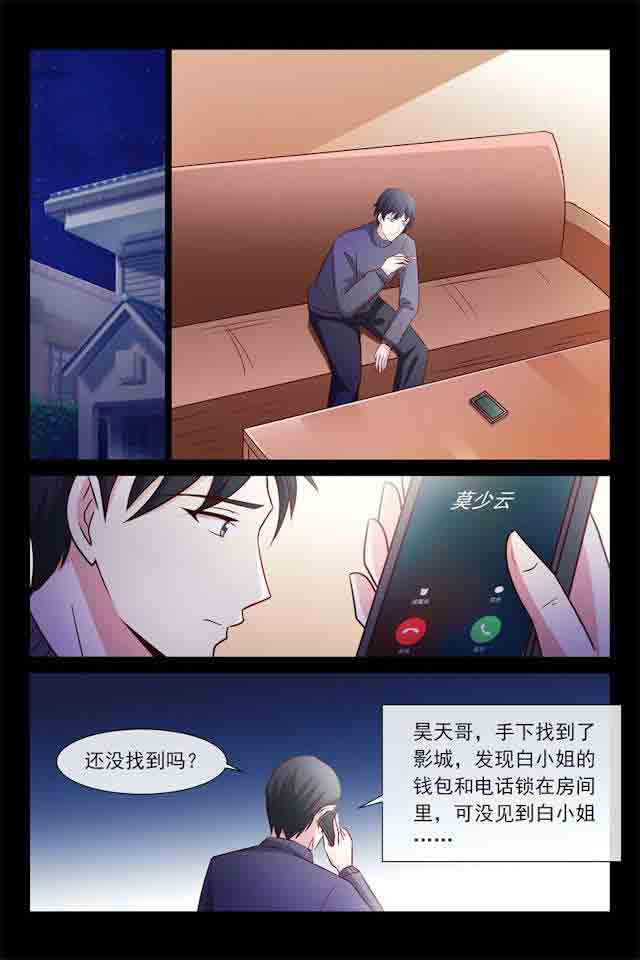 莫少云
还没找到吗？
昊天哥，手下找到了
影城，发现白小姐的
钱包和电话锁在房间
里，可没见到白小姐
……